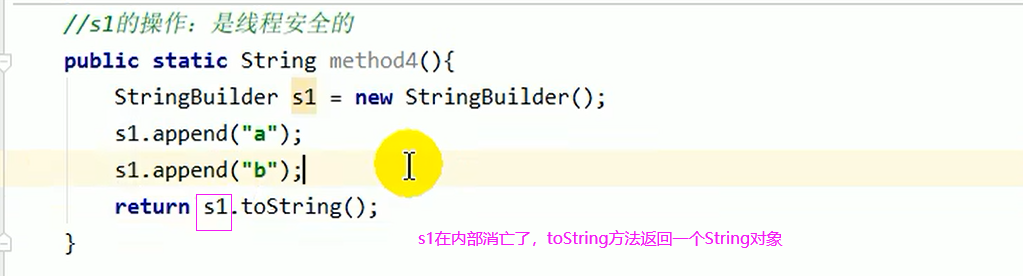 //s1的操作：是线程安全的
public static String method4(){
StringBuilder s1 = new StringBuilder();
s1.append("a");
s1.append("b");
return s1.toString();
s1在内部消亡了，toString方法返回一个String对象
}